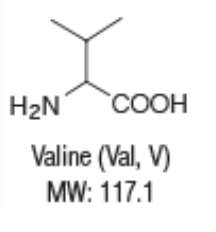 H₂N COOH
Valine (Val, V)
MW: 117.1